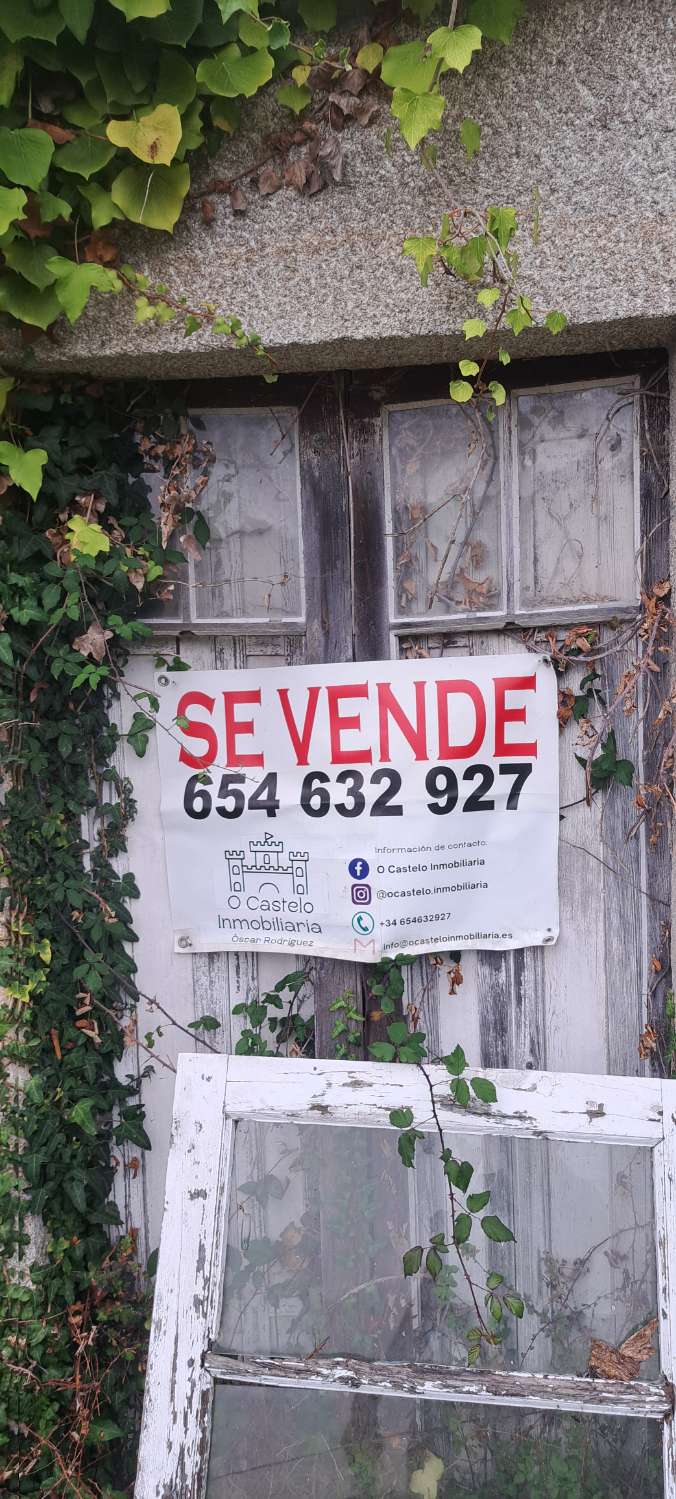 SE VENDE
654 632 927
O Castelo
Inmobiliaria
Óscar Rodríguez
Información de contacto:
O Castelo Inmobiliaria
@ocastelo.inmobiliaria
+34 654632927
info@ocasteloinmobiliaria.es